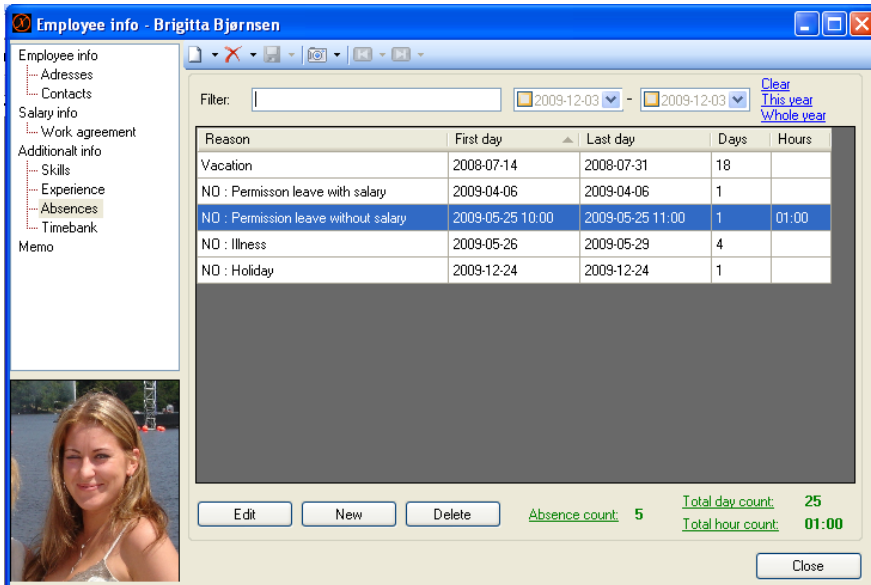 Employee info - Brigitta Bjørnsen
Employee info
Adresses
Contacts
Salary info
Work agreement
Additionalt info
Skills
Experience
Absences
Timebank
Memo
Filter: 2009-12-03 - 2009-12-03
Clear
This year
Whole year
Reason First day Last day Days Hours
Vacation 2008-07-14 2008-07-31 18
NO : Permisson leave with salary 2009-04-06 2009-04-06 1
NO : Permission leave without salary 2009-05-25 10:00 2009-05-25 11:00 1 01:00
NO : Illness 2009-05-26 2009-05-29 4
NO : Holiday 2009-12-24 2009-12-24 1
Edit New Delete Absence count: 5
Total day count: 25
Total hour count: 01:00
Close